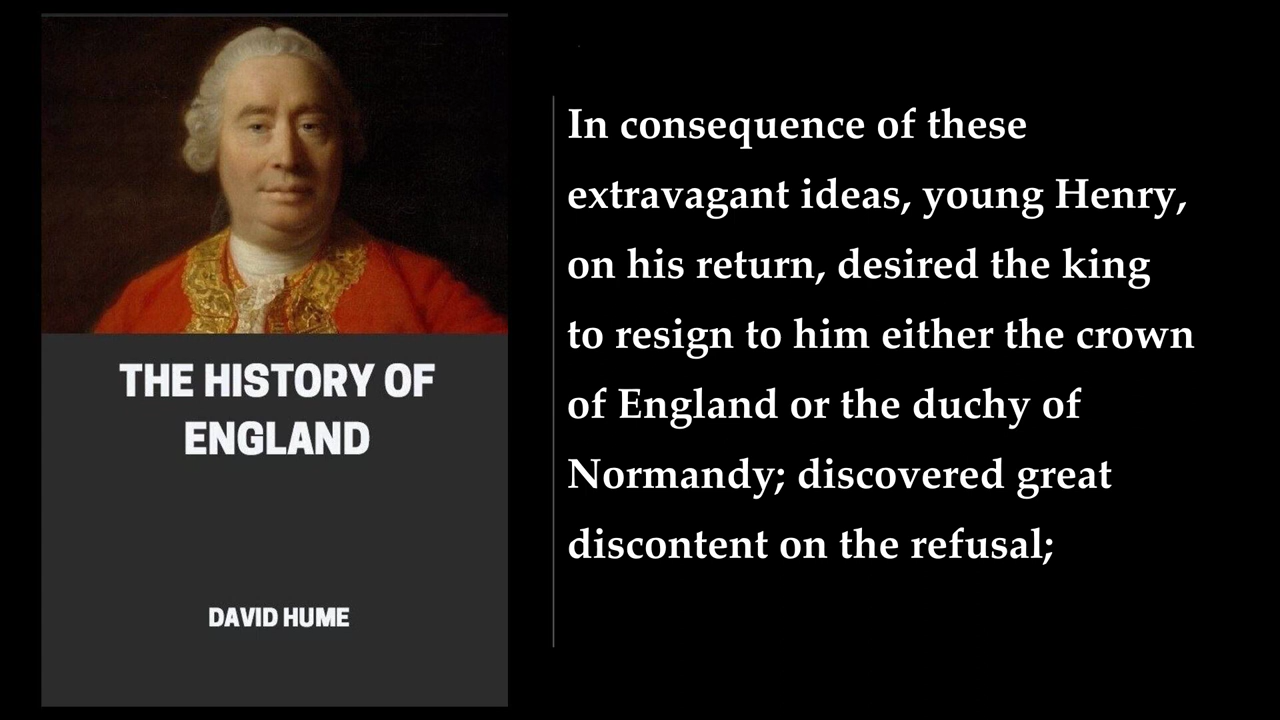 THE HISTORY OF
ENGLAND
DAVID HUME
In consequence of these
extravagant ideas, young Henry,
on his return, desired the king
to resign to him either the crown
of England or the duchy of
Normandy; discovered great
discontent on the refusal;